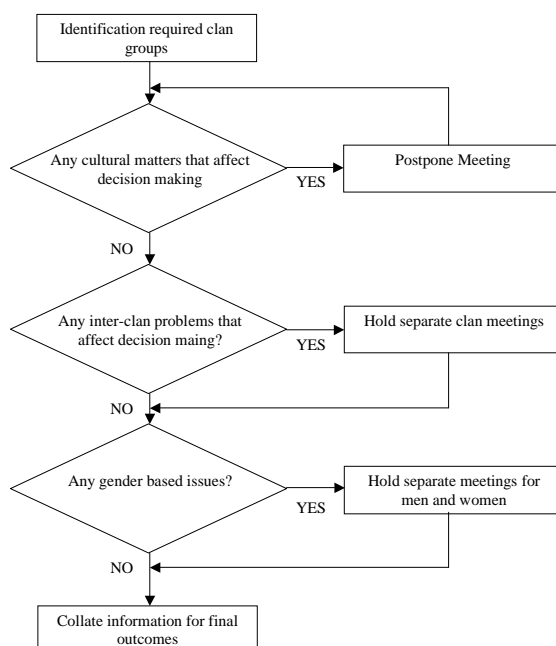 Identification required clan
groups
Any cultural matters that affect
decision making
YES
Postpone Meeting
NO
Any inter-clan problems that
affect decision maing?
YES
Hold separate clan meetings
NO
Any gender based issues?
YES
Hold separate meetings for
men and women
NO
Collate information for final
outcomes